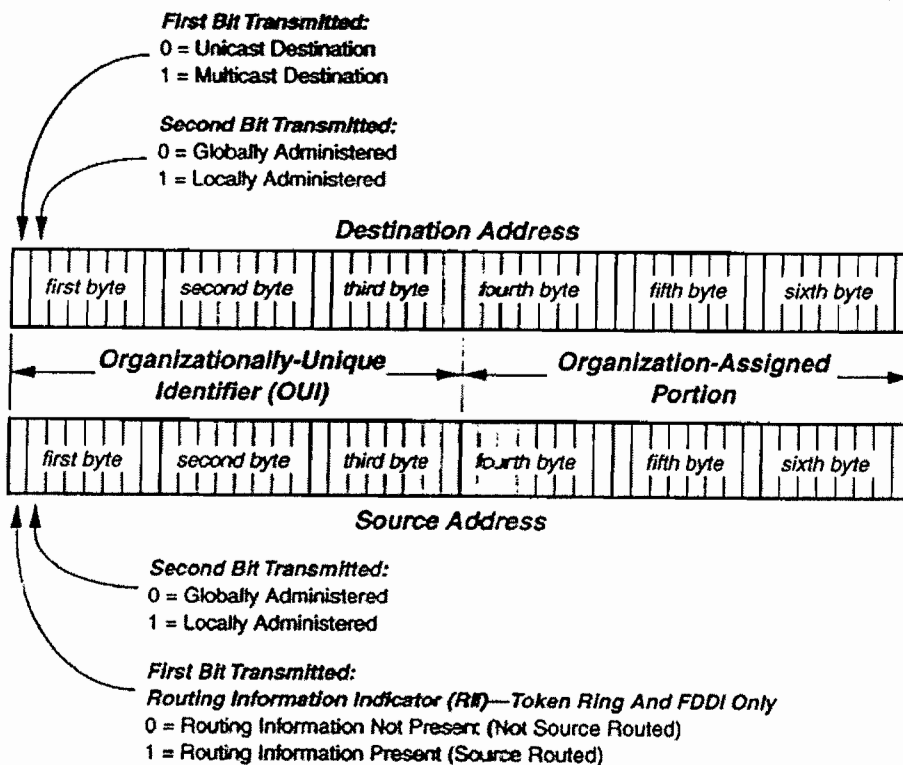 First Bit Transmitted:
0 = Unicast Destination
1 = Multicast Destination
Second Bit Transmitted:
0 = Globally Administered
1 = Locally Administered
Destination Address
first byte second byte third byte fourth byte fifth byte sixth byte
Organizationally-Unique
Identifier (OUI)
Organization-Assigned
Portion
first byte second byte third byte fourth byte fifth byte sixth byte
Source Address
Second Bit Transmitted:
0 = Globally Administered
1 = Locally Administered
First Bit Transmitted:
Routing Information Indicator (RII)—Token Ring And FDDI Only
0 = Routing Information Not Present (Not Source Routed)
1 = Routing Information Present (Source Routed)